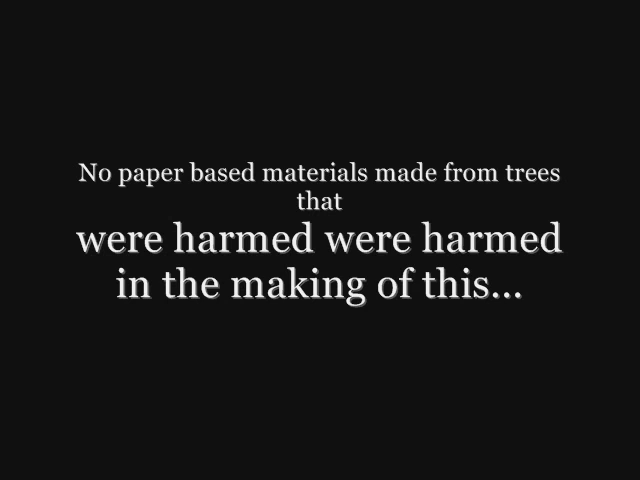 No paper based materials made from trees
that
were harmed were harmed
in the making of this...